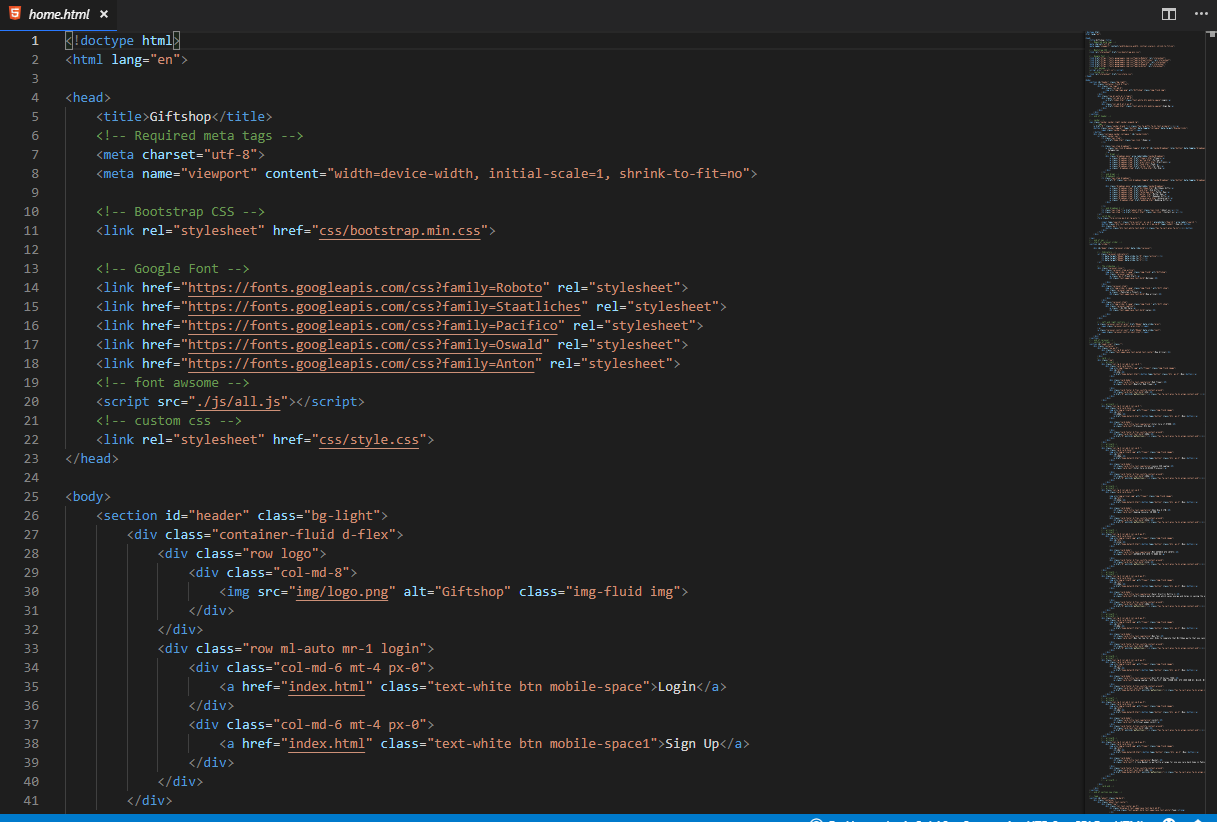 home.html ×
1 <!doctype html>
2 <html lang="en">
3
4 <head>
5 <title>Giftshop</title>
6 <!-- Required meta tags -->
7 <meta charset="utf-8">
8 <meta name="viewport" content="width=device-width, initial-scale=1, shrink-to-fit=no">
9
10 <!-- Bootstrap CSS -->
11 <link rel="stylesheet" href="css/bootstrap.min.css">
12
13 <!-- Google Font -->
14 <link href="https://fonts.googleapis.com/css?family=Roboto" rel="stylesheet">
15 <link href="https://fonts.googleapis.com/css?family=Staatliches" rel="stylesheet">
16 <link href="https://fonts.googleapis.com/css?family=Pacifico" rel="stylesheet">
17 <link href="https://fonts.googleapis.com/css?family=Oswald" rel="stylesheet">
18 <link href="https://fonts.googleapis.com/css?family=Anton" rel="stylesheet">
19 <!-- font awsome -->
20 <script src="./js/all.js"></script>
21 <!-- custom css -->
22 <link rel="stylesheet" href="css/style.css">
23 </head>
24
25 <body>
26 <section id="header" class="bg-light">
27 <div class="container-fluid d-flex">
28 <div class="row logo">
29 <div class="col-md-8">
30 <img src="img/logo.png" alt="Giftshop" class="img-fluid img">
31 </div>
32 </div>
33 <div class="row ml-auto mr-1 login">
34 <div class="col-md-6 mt-4 px-0">
35 <a href="index.html" class="text-white btn mobile-space">Login</a>
36 </div>
37 <div class="col-md-6 mt-4 px-0">
38 <a href="index.html" class="text-white btn mobile-space1">Sign Up</a>
39 </div>
40 </div>
41 </div>